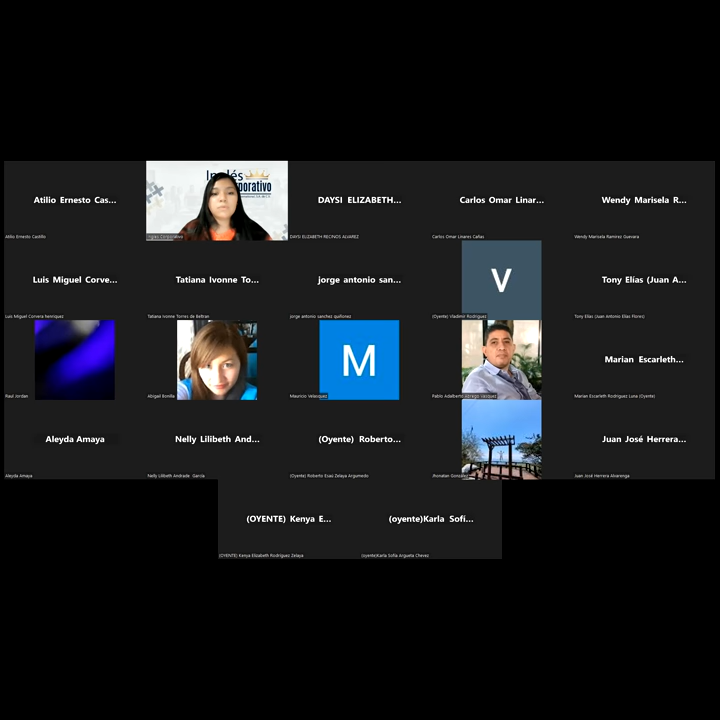 Atilio Ernesto Cas...
Atilio Ernesto Castillo
Inglés
Corporativo
DAYSI ELIZABETH...
DAYSI ELIZABETH RECINOS ALVAREZ
Carlos Omar Linar...
Carlos Omar Linares Cañas
Wendy Marisela R...
Wendy Marisela Ramirez Guevara
Luis Miguel Corve...
Luis Miguel Corvera henriquez
Tatiana Ivonne To...
Tatiana Ivonne Torres de Beltran
jorge antonio san...
jorge antonio sanchez quiñonez
V
(Oyente) Vladimir Rodriguez
Tony Elías (Juan A...
Tony Elías (Juan Antonio Elías Flores)
Raul Jordan
Abigail Bonilla
M
Mauricio Velasquez
Pablo Adalberto Abrego Vasquez
Marian Escarleth...
Marian Escarleth Rodriguez Luna (Oyente)
Aleyda Amaya
Aleyda Amaya
Nelly Lilibeth And...
Nelly Lilibeth Andrade Garcia
(Oyente) Roberto...
(Oyente) Roberto Esaú Zelaya Argumedo
Jhonatan
Juan José Herrera...
Juan José Herrera Alvarenga
(OYENTE) Kenya E...
(OYENTE) Kenya Elizabeth Rodríguez Zelaya
(oyente)Karla Sofi...
(oyente)Karla Sofia Argueta Chevez